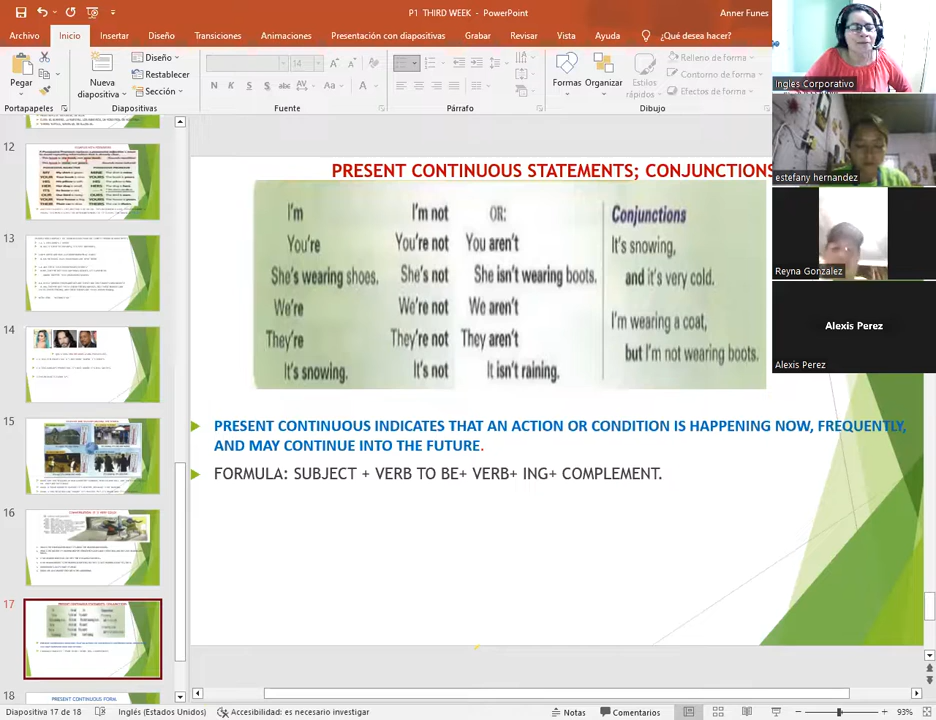 P1 THIRD WEEK - PowerPoint
Anner Funes
Archivo Inicio Insertar Diseño Transiciones Animaciones Presentación con diapositivas Grabar Revisar Vista Ayuda ¿Qué desea hacer?
Pegar
Nueva diapositiva
Diseño
Restablecer
Sección
14
N K S S abc AV Aa A
Formas
Organizar
Estilos rápidos
Relleno de forma
Contorno de forma
Efectos de forma
Portapapeles
Diapositivas
Fuente
Párrafo
Dibujo
Ingles Corporativo
estefany hernandez
Reyna Gonzalez
Alexis Perez
Alexis Perez
12
13
14
15
16
17
18
PRESENT CONTINUOUS FORM
PRESENT CONTINUOUS STATEMENTS; CONJUNCTIONS
I'm I'm not OR: Conjunctions
You're You're not You aren't It's snowing,
She's wearing shoes. She's not She isn't wearing boots. and it's very cold.
We're We're not We aren't I'm wearing a coat,
They're They're not They aren't but I'm not wearing boots.
It's snowing. It's not It isn't raining.
PRESENT CONTINUOUS INDICATES THAT AN ACTION OR CONDITION IS HAPPENING NOW, FREQUENTLY,
AND MAY CONTINUE INTO THE FUTURE.
FORMULA: SUBJECT + VERB TO BE+ VERB+ ING+ COMPLEMENT.
Diapositiva 17 de 18 Inglés (Estados Unidos) Accesibilidad: es necesario investigar Notas Comentarios 93%